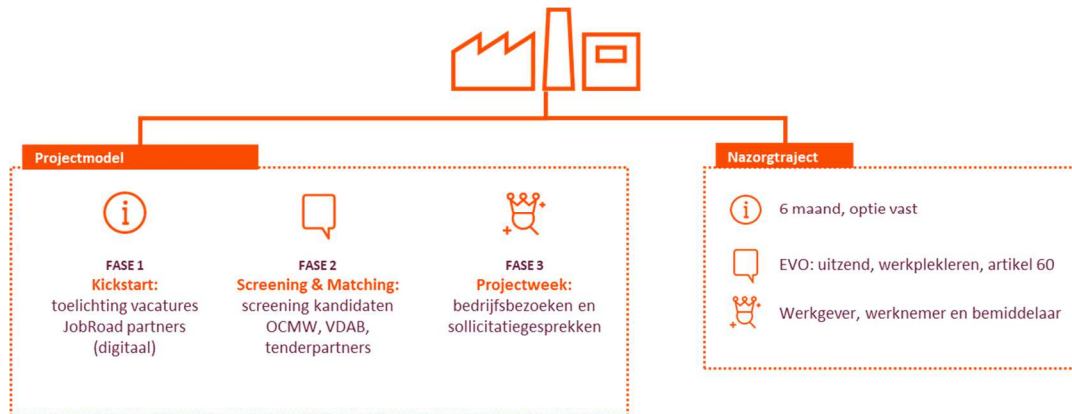 Projectmodel
FASE 1
Kickstart:
toelichting vacatures
JobRoad partners
(digitaal)
FASE 2
Screening & Matching:
screening kandidaten
OCMW, VDAB,
tenderpartners
FASE 3
Projectweek:
bedrijfsbezoeken en
sollicitatiegesprekken
Nazorgtraject
6 maand, optie vast
EVO: uitzend, werkplekleren, artikel 60
Werkgever, werknemer en bemiddelaar